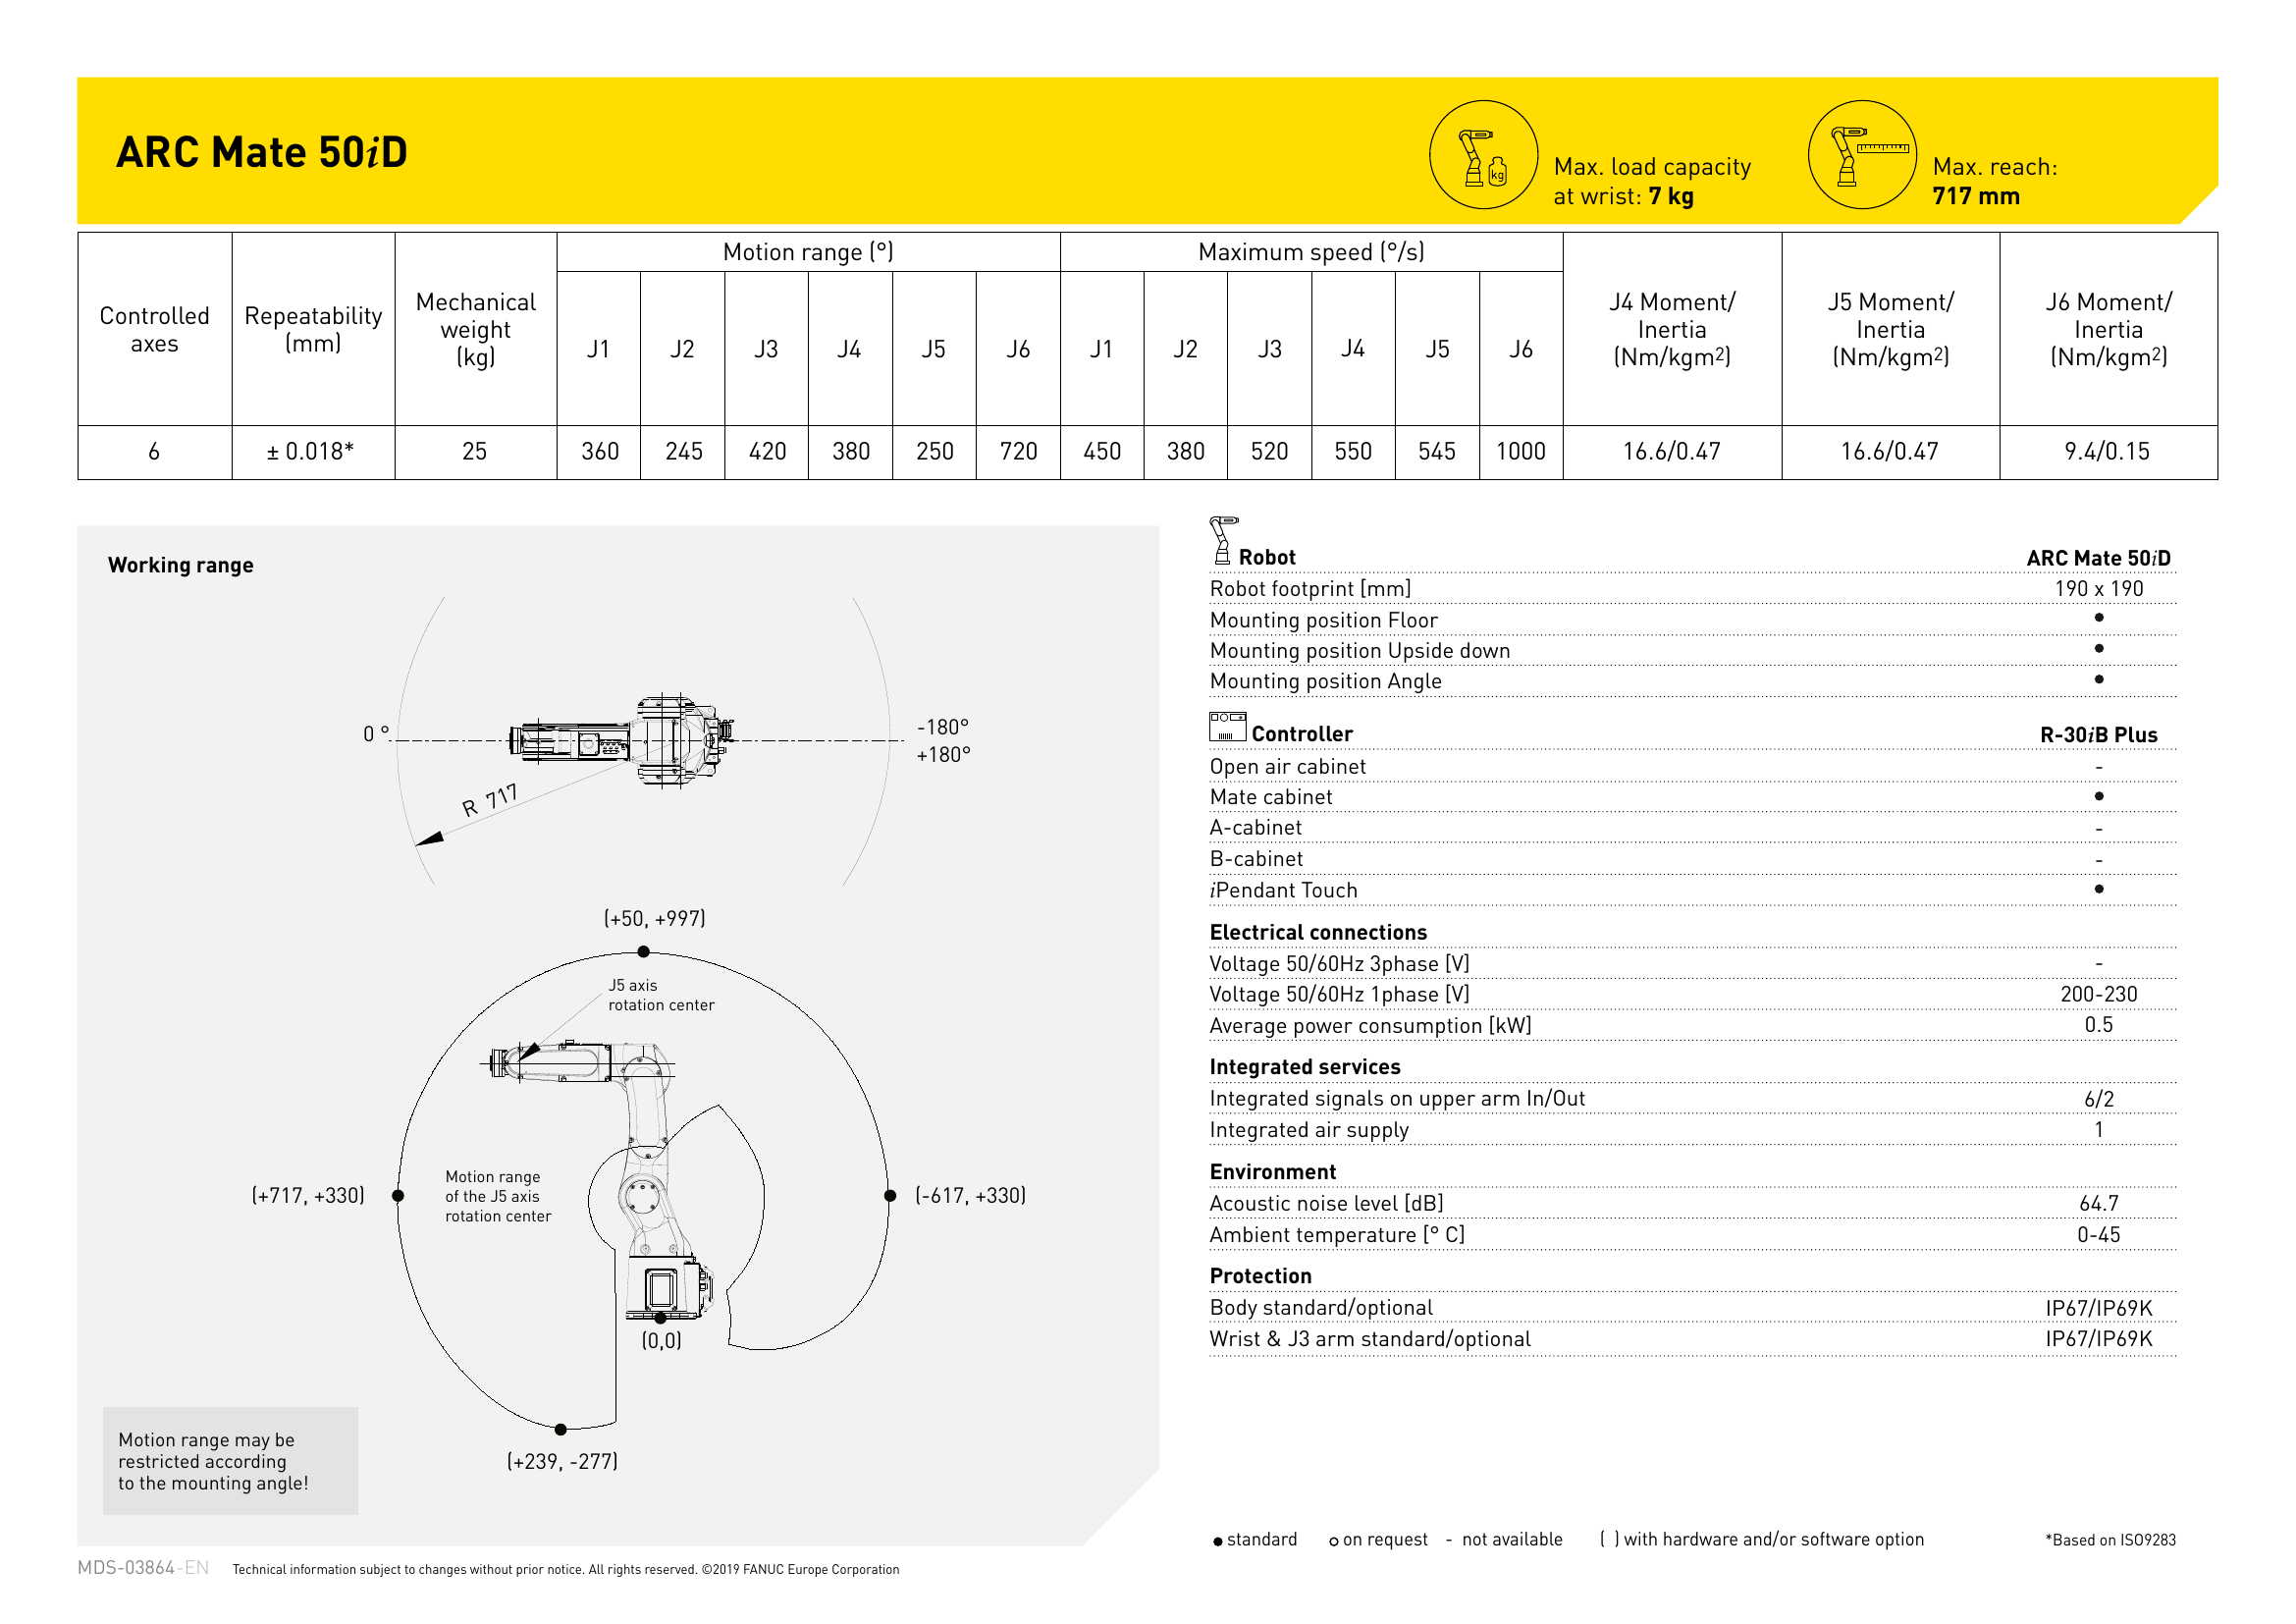 ARC Mate 50iD
Max. load capacity
at wrist: 7 kg
kg
Max. reach:
717 mm
Controlled
axes
Repeatability
(mm)
Mechanical
weight
(kg)
Motion range (°)
J1 J2 J3 J4 J5 J6
Maximum speed (°/s)
J1 J2 J3 J4 J5 J6
J4 Moment/
Inertia
(Nm/kgm2)
J5 Moment/
Inertia
(Nm/kgm2)
J6 Moment/
Inertia
(Nm/kgm2)
6 ± 0.018* 25 360 245 420 380 250 720 450 380 520 550 545 1000 16.6/0.47 16.6/0.47 9.4/0.15
Working range
0 °
-180°
+180°
R 717
(+50, +997)
J5 axis
rotation center
Motion range
of the J5 axis
rotation center
(+717, +330)
(-617, +330)
(0,0)
(+239, -277)
Motion range may be
restricted according
to the mounting angle!
Robot ARC Mate 50iD
Robot footprint [mm] 190 x 190
Mounting position Floor ●
Mounting position Upside down ●
Mounting position Angle ●
Controller R-30iB Plus
Open air cabinet -
Mate cabinet ●
A-cabinet -
B-cabinet -
iPendant Touch ●
Electrical connections
Voltage 50/60Hz 3phase [V] -
Voltage 50/60Hz 1phase [V] 200-230
Average power consumption [kW] 0.5
Integrated services
Integrated signals on upper arm In/Out 6/2
Integrated air supply 1
Environment
Acoustic noise level [dB] 64.7
Ambient temperature [° C] 0-45
Protection
Body standard/optional IP67/IP69K
Wrist & J3 arm standard/optional IP67/IP69K
● standard ○ on request - not available ( ) with hardware and/or software option *Based on ISO9283
MDS-03864-EN Technical information subject to changes without prior notice. All rights reserved. ©2019 FANUC Europe Corporation